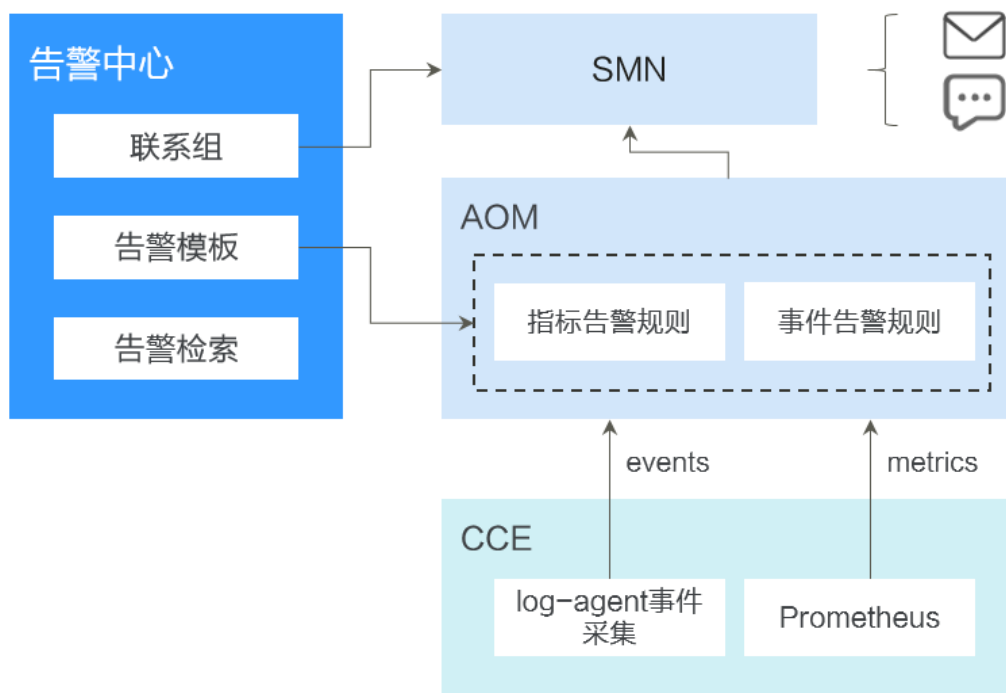 告警中心
联系组
告警模板
告警检索
SMN
AOM
指标告警规则
事件告警规则
events
metrics
CCE
log-agent事件
采集
Prometheus